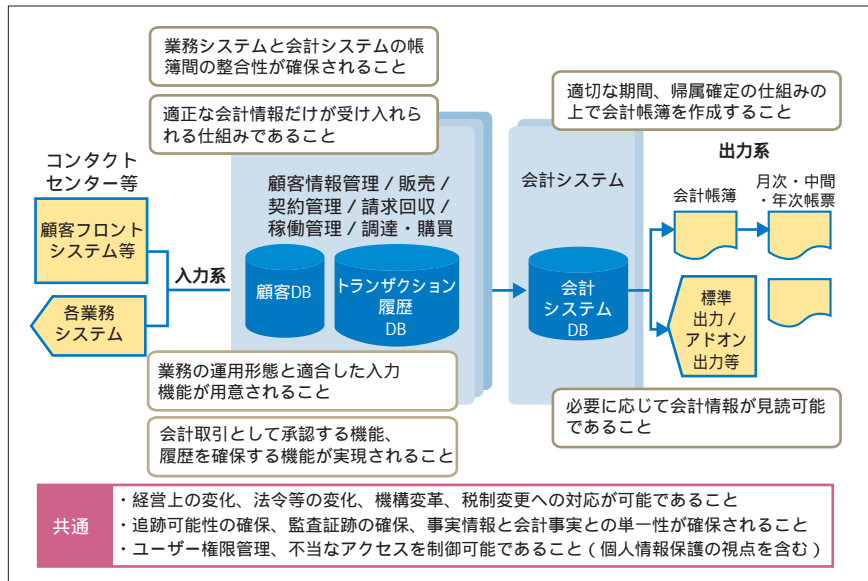 業務システムと会計システムの帳
簿間の整合性が確保されること
適正な会計情報だけが受け入れら
れる仕組みであること
適切な期間、帰属確定の仕組みの
上で会計帳簿を作成すること
コンタクト
センター等
顧客フロント
システム等
各業務
システム
入力系
顧客情報管理 / 販売 /
契約管理 / 請求回収 /
稼働管理 / 調達・購買
顧客DB
トランザクション
履歴
DB
会計システム
会計
システム
DB
出力系
会計帳簿
月次・中間
・年次帳票
標準
出力 /
アドオン
出力等
業務の運用形態と適合した入力
機能が用意されること
会計取引として承認する機能、
履歴を確保する機能が実現されること
必要に応じて会計情報が見読可能
であること
共通
・経営上の変化、法令等の変化、機構変革、税制変更への対応が可能であること
・追跡可能性の確保、監査証跡の確保、事実情報と会計事実との単一性が確保されること
・ユーザー権限管理、不当なアクセスを制御可能であること ( 個人情報保護の視点を含む )